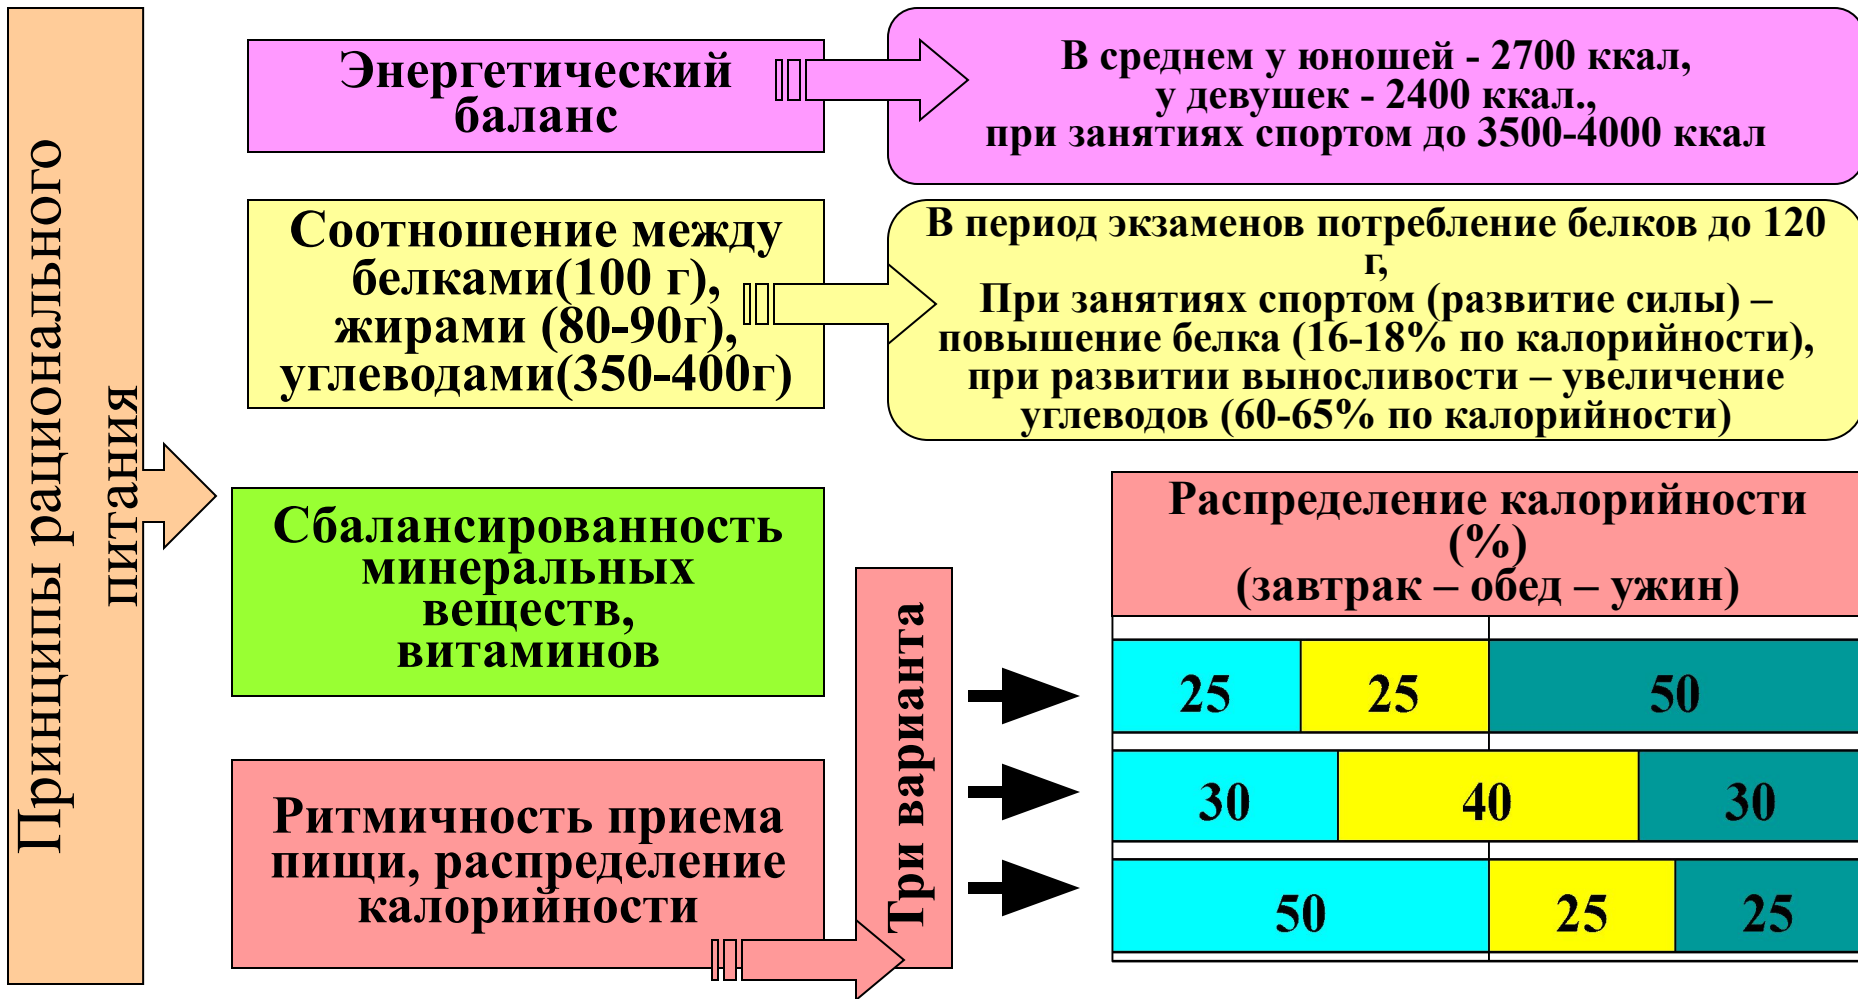 Принципы рационального
питания
Энергетический
баланс
В среднем у юношей - 2700 ккал,
у девушек - 2400 ккал.,
при занятиях спортом до 3500-4000 ккал
Соотношение между
белками(100 г),
жирами (80-90г),
углеводами(350-400г)
В период экзаменов потребление белков до 120
г,
При занятиях спортом (развитие силы) –
повышение белка (16-18% по калорийности),
при развитии выносливости – увеличение
углеводов (60-65% по калорийности)
Сбалансированность
минеральных
веществ,
витаминов
Ритмичность приема
пищи, распределение
калорийности
Три варианта
Распределение калорийности
(%)
(завтрак – обед – ужин)
25 25 50
30 40 30
50 25 25